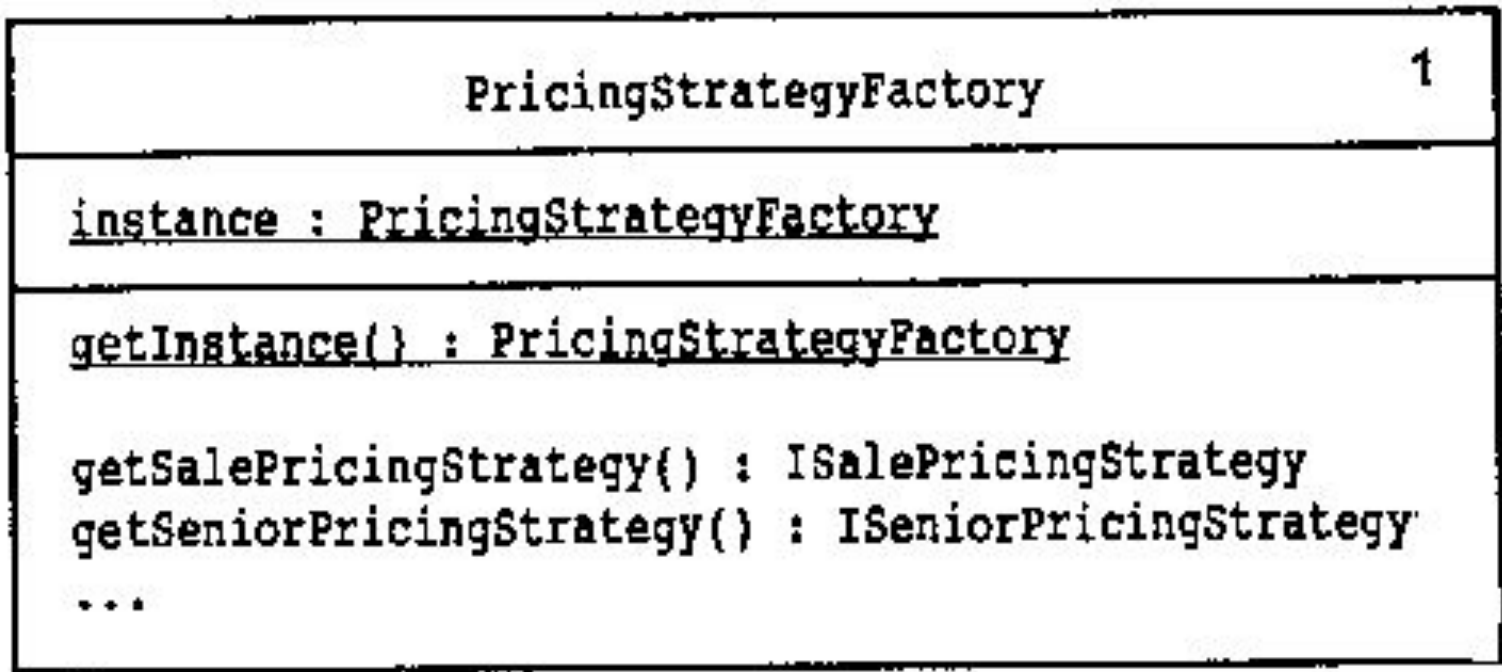 PricingStrategyFactory 1
instance : PricingStrategyFactory
getInstance() : PricingStrategyFactory
getSalePricingStrategy() : ISalePricingStrategy
getSeniorPricingStrategy() : ISeniorPricingStrategy
...